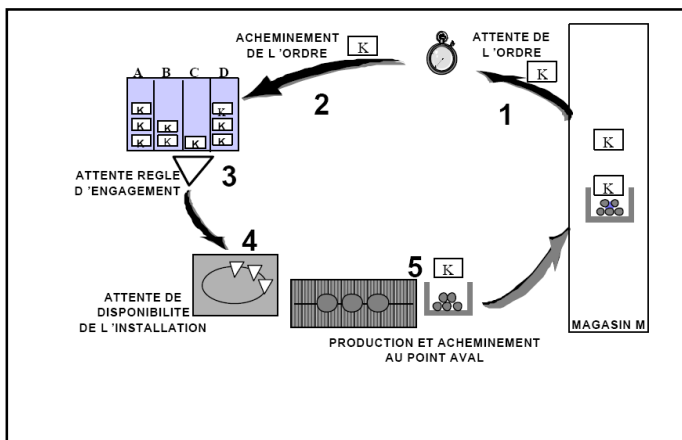 ACHEMINEMENT
DE L 'ORDRE
K
ATTENTE DE
L 'ORDRE
K
1
2
A B C D
K K
K K K K
K K K K
ATTENTE REGLE
D 'ENGAGEMENT
3
4
ATTENTE DE
DISPONIBILITE
DE L 'INSTALLATION
5
K
PRODUCTION ET ACHEMINEMENT
AU POINT AVAL
K
K
MAGASIN M